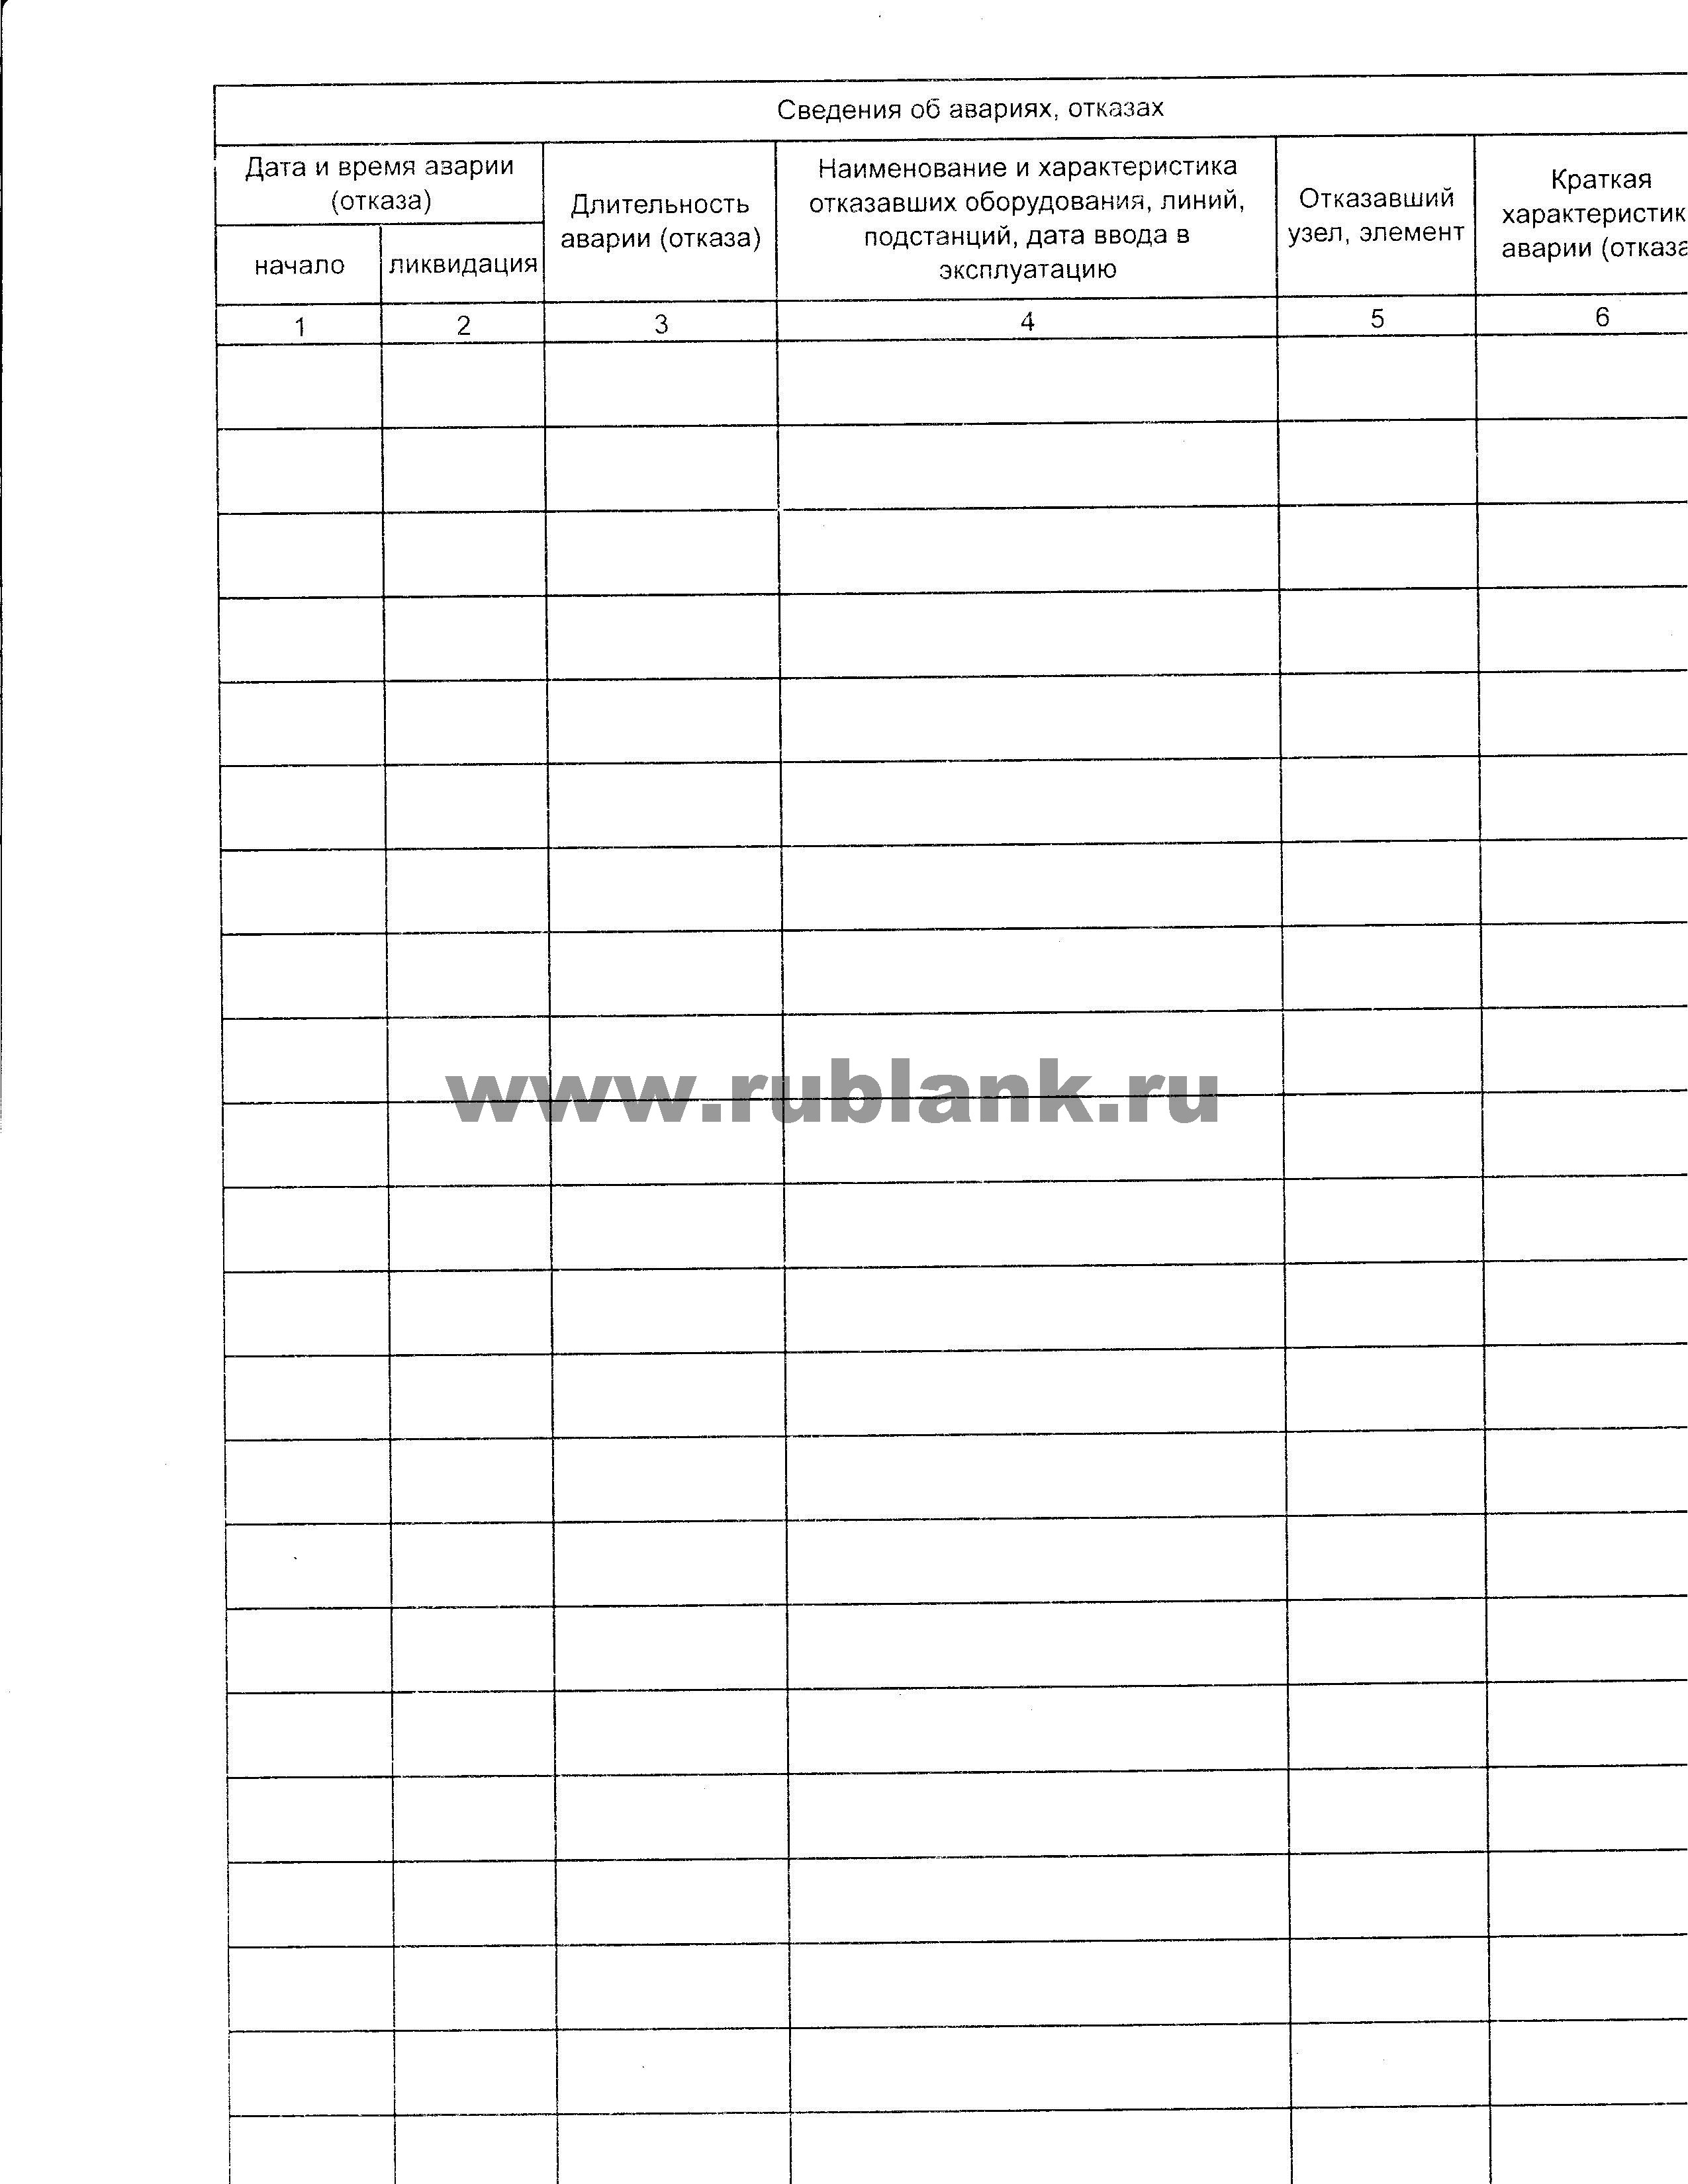 Сведения об авариях, отказах
Дата и время аварии
(отказа)
начало
ликвидация
Длительность
аварии (отказа)
Наименование и характеристика
отказавших оборудования, линий,
подстанций, дата ввода в
эксплуатацию
Отказавший
узел, элемент
Краткая
характеристик
аварии (отказа
1 2 3 4 5 6
www.rublank.ru